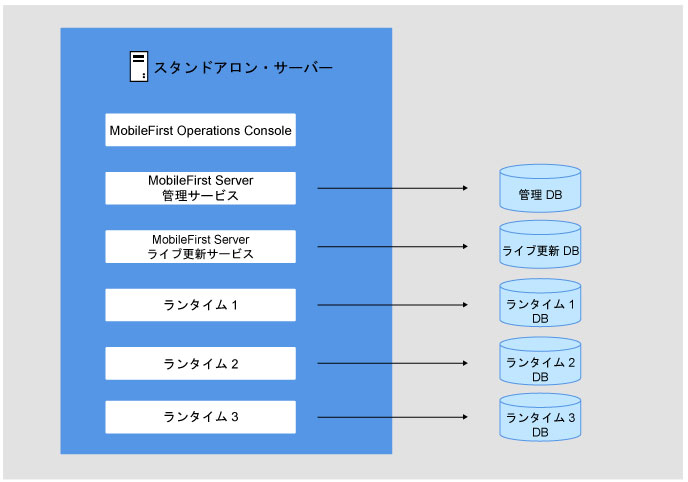 スタンドアロン・サーバー
MobileFirst Operations Console
MobileFirst Server
管理サービス
管理 DB
MobileFirst Server
ライブ更新サービス
ライブ更新 DB
ランタイム 1
ランタイム 1
DB
ランタイム 2
ランタイム 2
DB
ランタイム 3
ランタイム 3
DB